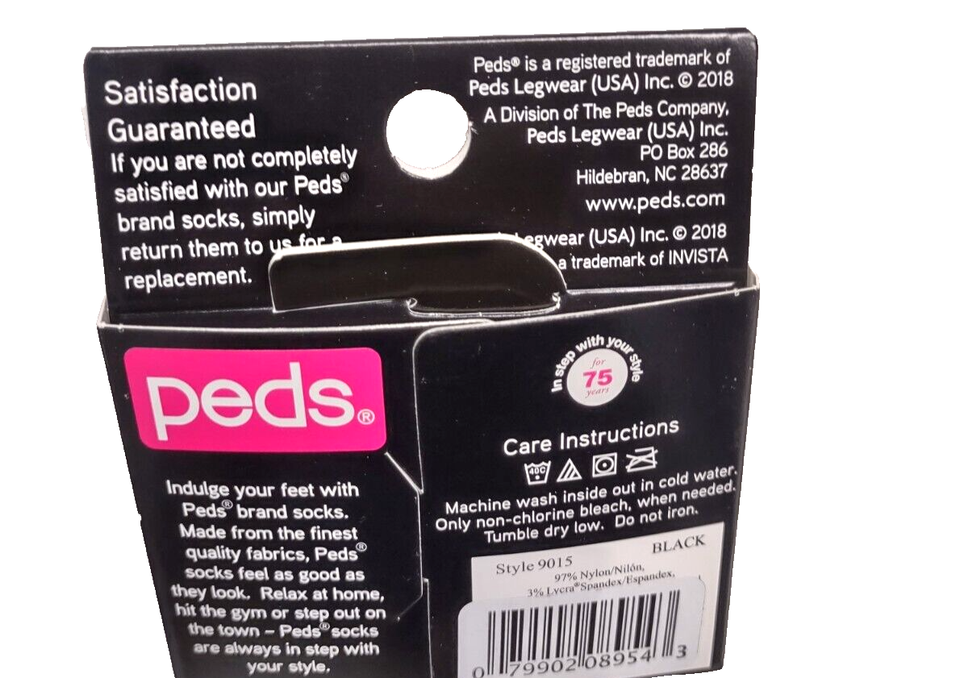 Satisfaction
Guaranteed
If you are not completely
satisfied with our Peds®
brand socks, simply
return them to us for a
replacement.
Peds® is a registered trademark of
Peds Legwear (USA) Inc. © 2018
A Division of The Peds Company,
Peds Legwear (USA) Inc.
PO Box 286
Hildebran, NC 28637
www.peds.com
(USA) Inc. © 2018
a trademark of INVISTA
peds®
Indulge your feet with
Peds® brand socks.
Made from the finest
quality fabrics, Peds®
socks feel as good as
they look. Relax at home,
hit the gym or step out on
the town – Peds® socks
are always in step with
your style.
In step with your style
for
75
years
Care Instructions
40C
Machine wash inside out in cold water.
Only non-chlorine bleach, when needed.
Tumble dry low. Do not iron.
Style 9015 BLACK
97% Nylon/Nilón,
3% Lycra® Spandex/Espandex,
0 79902 08954 3